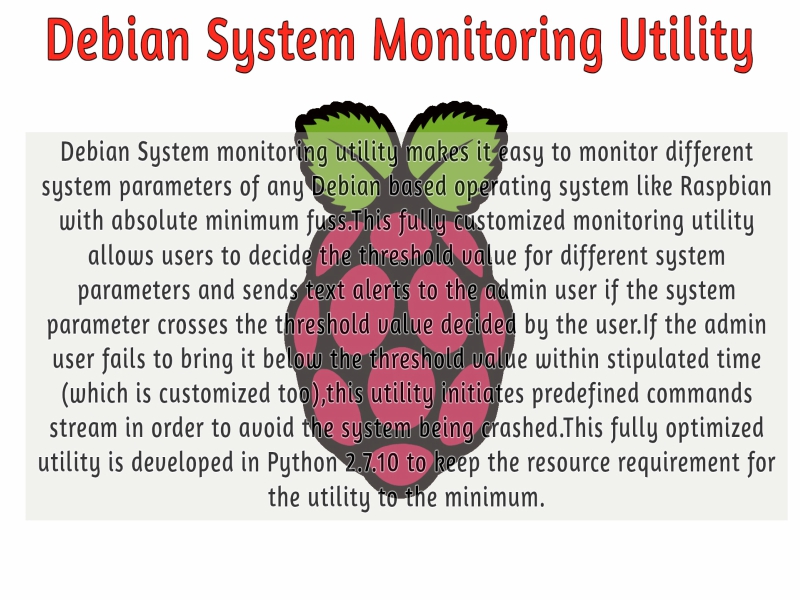 Debian System Monitoring Utility
Debian System monitoring utility makes it easy to monitor different
system parameters of any Debian based operating system like Raspbian
with absolute minimum fuss.This fully customized monitoring utility
allows users to decide the threshold value for different system
parameters and sends text alerts to the admin user if the system
parameter crosses the threshold value decided by the user.If the admin
user fails to bring it below the threshold value within stipulated time
(which is customized too),this utility initiates predefined commands
stream in order to avoid the system being crashed.This fully optimized
utility is developed in Python 2.7.10 to keep the resource requirement for
the utility to the minimum.